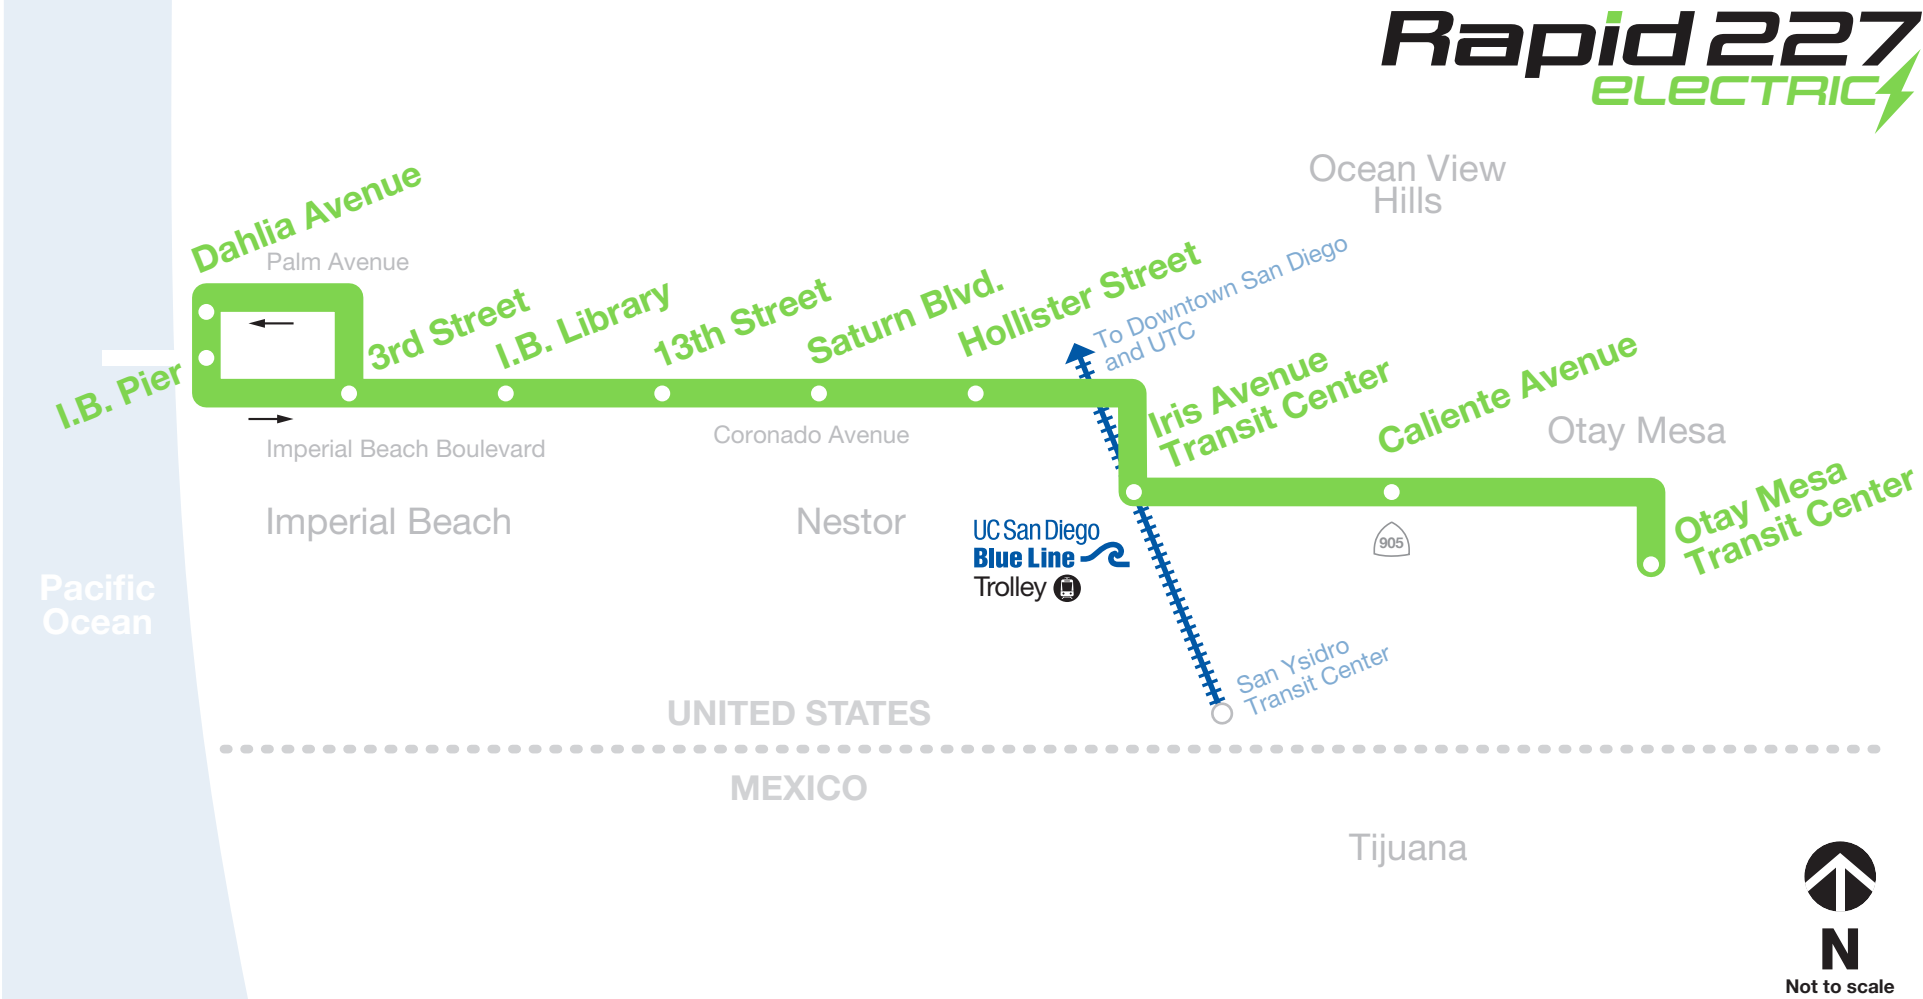 Rapid 227
ELECTRIC
Ocean View
Hills
Dahlia Avenue
Palm Avenue
3rd Street
I.B. Library
13th Street
Saturn Blvd.
Hollister Street
To Downtown San Diego
and UTC
I.B. Pier
Iris Avenue
Transit Center
Caliente Avenue
Otay Mesa
Imperial Beach Boulevard
Coronado Avenue
Otay Mesa
Transit Center
Imperial Beach
Nestor
UC San Diego
Blue Line
Trolley
905
Pacific
Ocean
San Ysidro
Transit Center
UNITED STATES
MEXICO
Tijuana
N
Not to scale